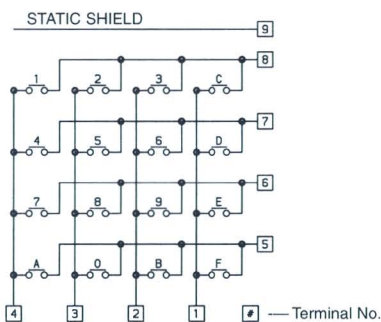 STATIC SHIELD
9
8
1 2 3 C
7
4 5 6 D
6
7 8 9 E
5
A 0 B F
4 3 2 1 # — Terminal No.